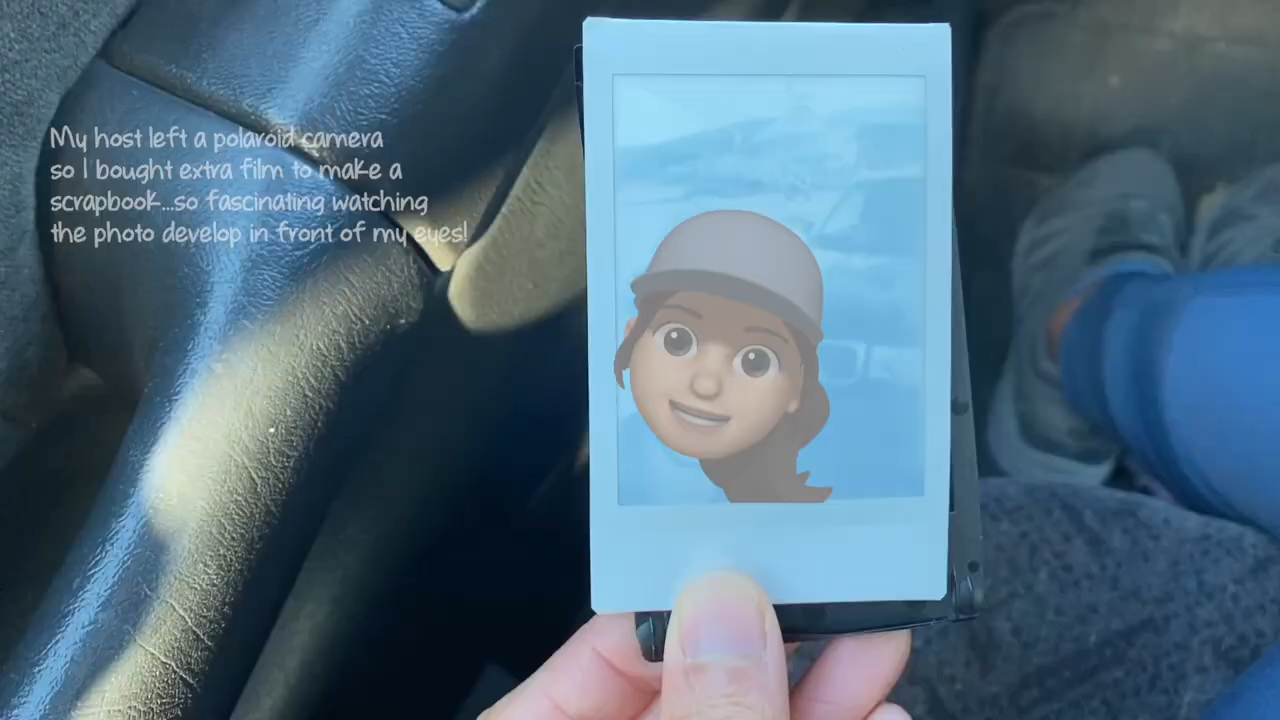 My host left a polaroid camera
so I bought extra film to make a
scrapbook...so fascinating watching
the photo develop in front of my eyes!